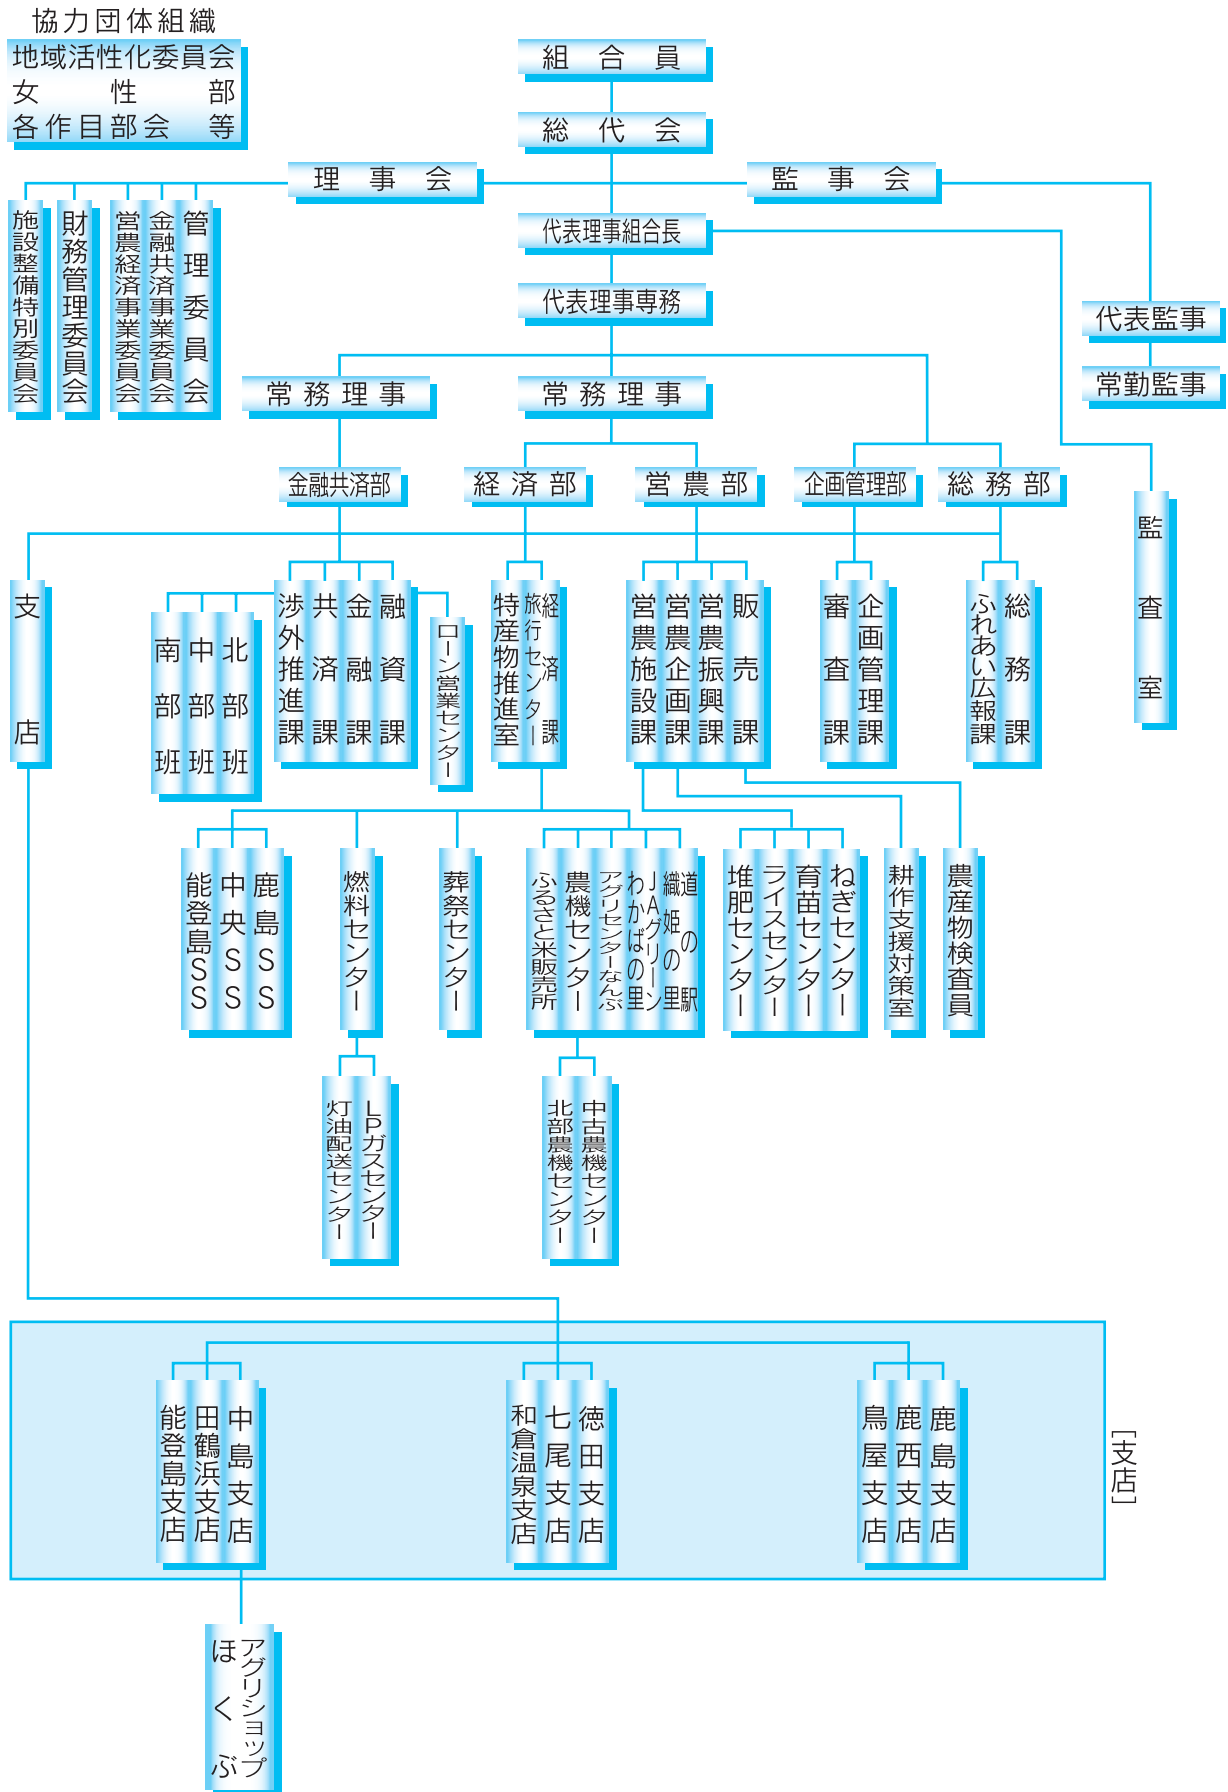 協力団体組織
地域活性化委員会
女性部
各作目部会 等
組合員
総代会
理事会
監事会
代表理事組合長
代表理事専務
代表監事
常勤監事
管理委員会
金融共済事業委員会
営農経済事業委員会
財務管理委員会
施設整備特別委員会
常務理事
常務理事
金融共済部
経済部
営農部
企画管理部
総務部
監査室
支店
融資課
金融課
共済課
渉外推進課
北部班
中部班
南部班
ローン営業センター
経済課
旅行センター
特産物推進室
販売課
営農振興課
営農企画課
営農施設課
企画管理課
審査課
総務課
ふれあい広報課
鹿島SS
中央SS
能登島SS
燃料センター
葬祭センター
道の駅
織姫の里
JAグリーン
わかばの里
アグリセンターなんぶ
農機センター
ふるさと米販売所
ねぎセンター
育苗センター
ライスセンター
堆肥センター
耕作支援対策室
農産物検査員
LPガスセンター
灯油配送センター
中古農機センター
北部農機センター
[支店]
鹿島支店
鹿西支店
鳥屋支店
徳田支店
七尾支店
和倉温泉支店
中島支店
田鶴浜支店
能登島支店
アグリショップ
ほくぶ